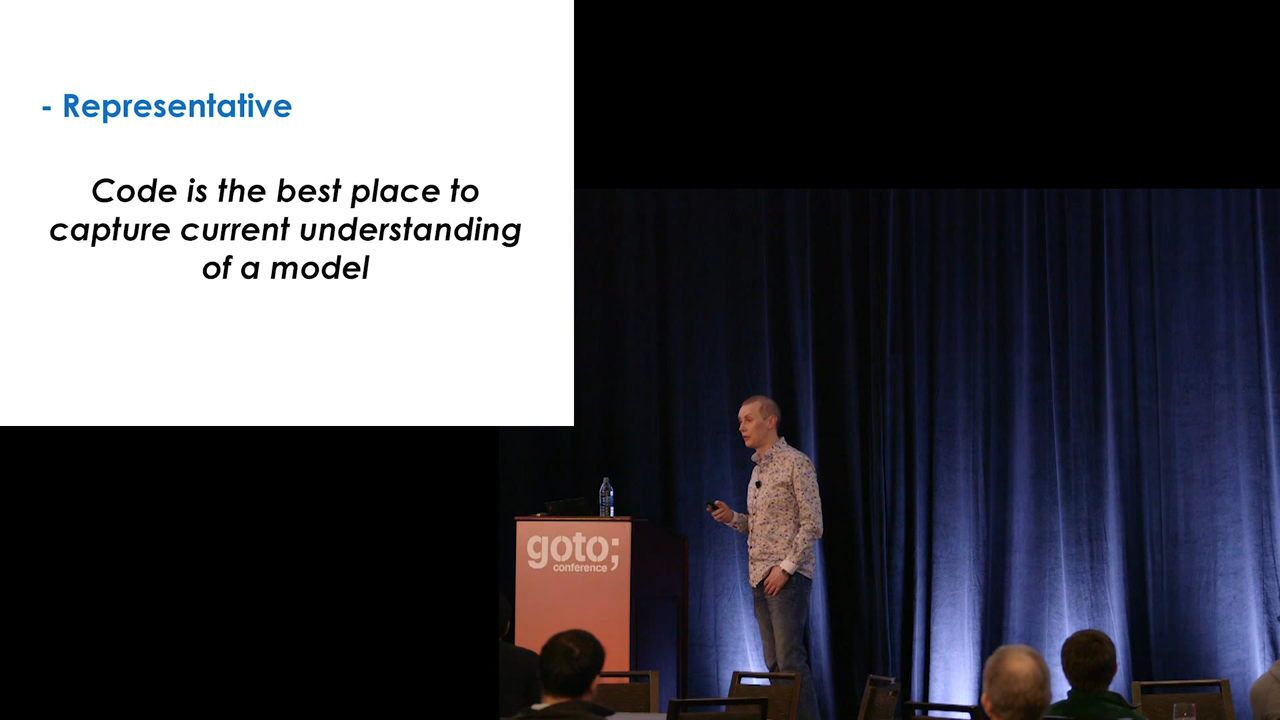 - Representative
Code is the best place to
capture current understanding
of a model
goto;
conference